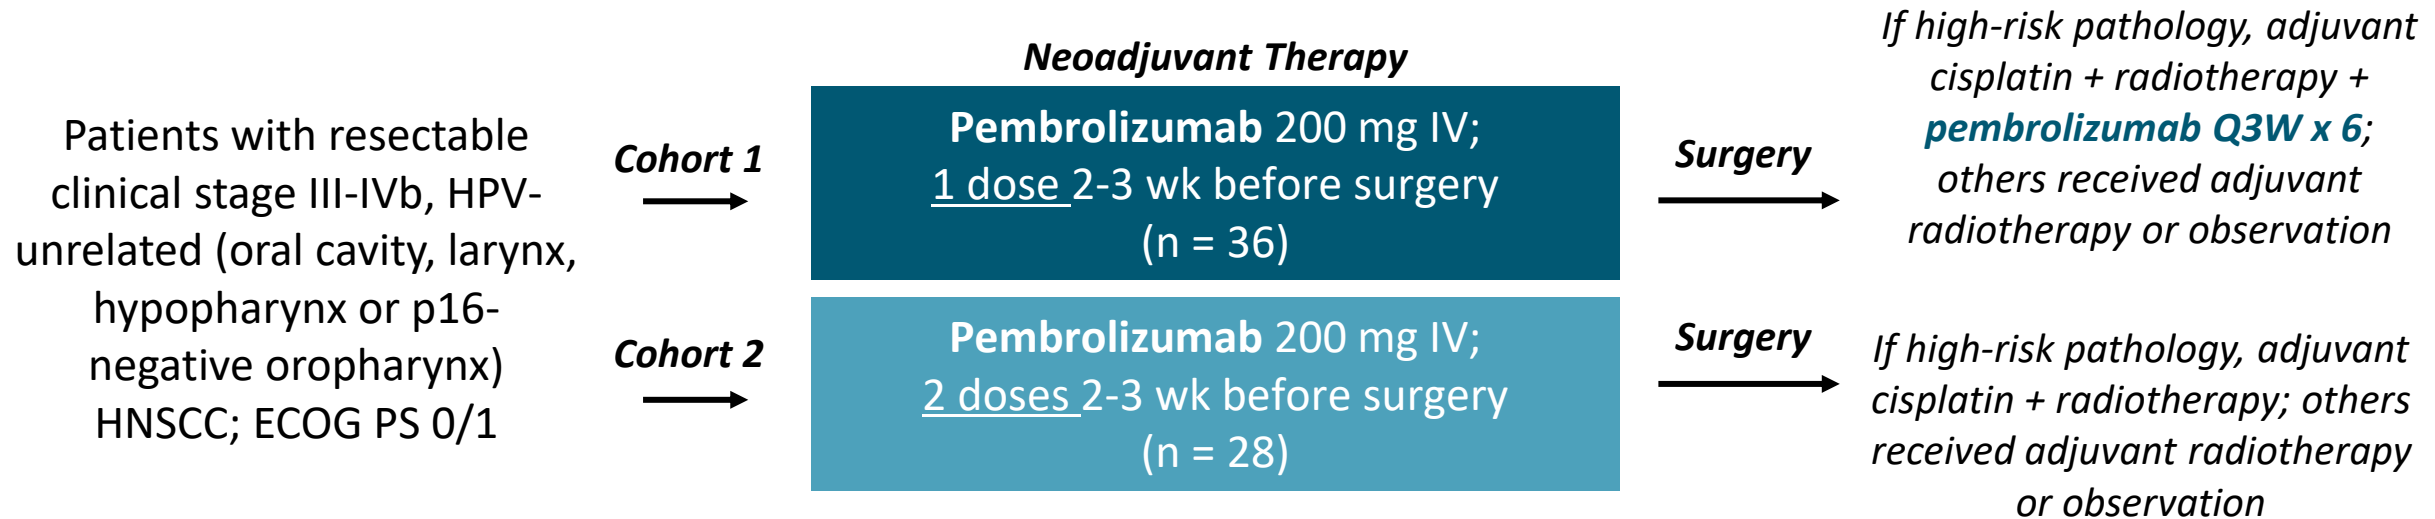 Patients with resectable
clinical stage III-IVb, HPV-
unrelated (oral cavity, larynx,
hypopharynx or p16-
negative oropharynx)
HNSCC; ECOG PS 0/1
Neoadjuvant Therapy
Cohort 1
Pembrolizumab 200 mg IV;
1 dose 2-3 wk before surgery
(n = 36)
Surgery
If high-risk pathology, adjuvant
cisplatin + radiotherapy +
pembrolizumab Q3W x 6;
others received adjuvant
radiotherapy or observation
Cohort 2
Pembrolizumab 200 mg IV;
2 doses 2-3 wk before surgery
(n = 28)
Surgery
If high-risk pathology, adjuvant
cisplatin + radiotherapy; others
received adjuvant radiotherapy
or observation